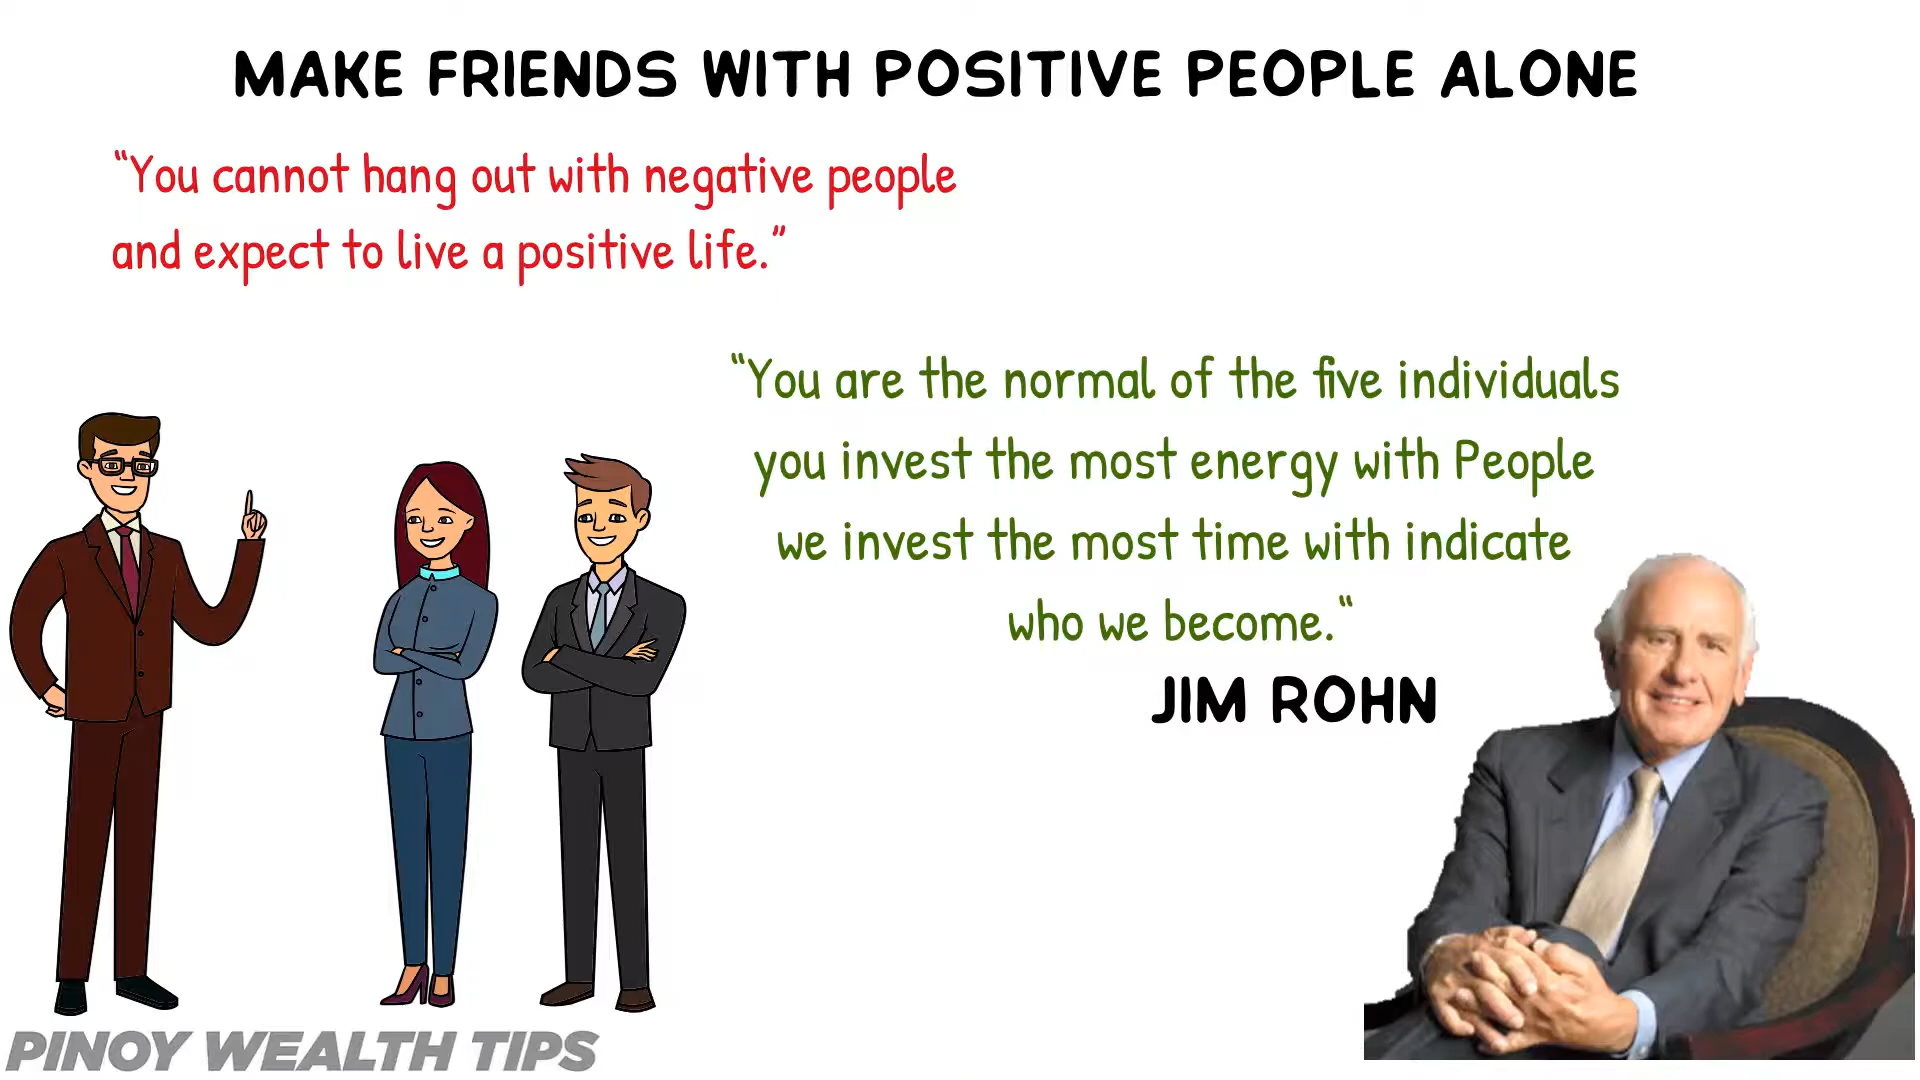 MAKE FRIENDS WITH POSITIVE PEOPLE ALONE
“You cannot hang out with negative people
and expect to live a positive life.”
“You are the normal of the five individuals
you invest the most energy with People
we invest the most time with indicate
who we become.“
JIM ROHN
PINOY WEALTH TIPS